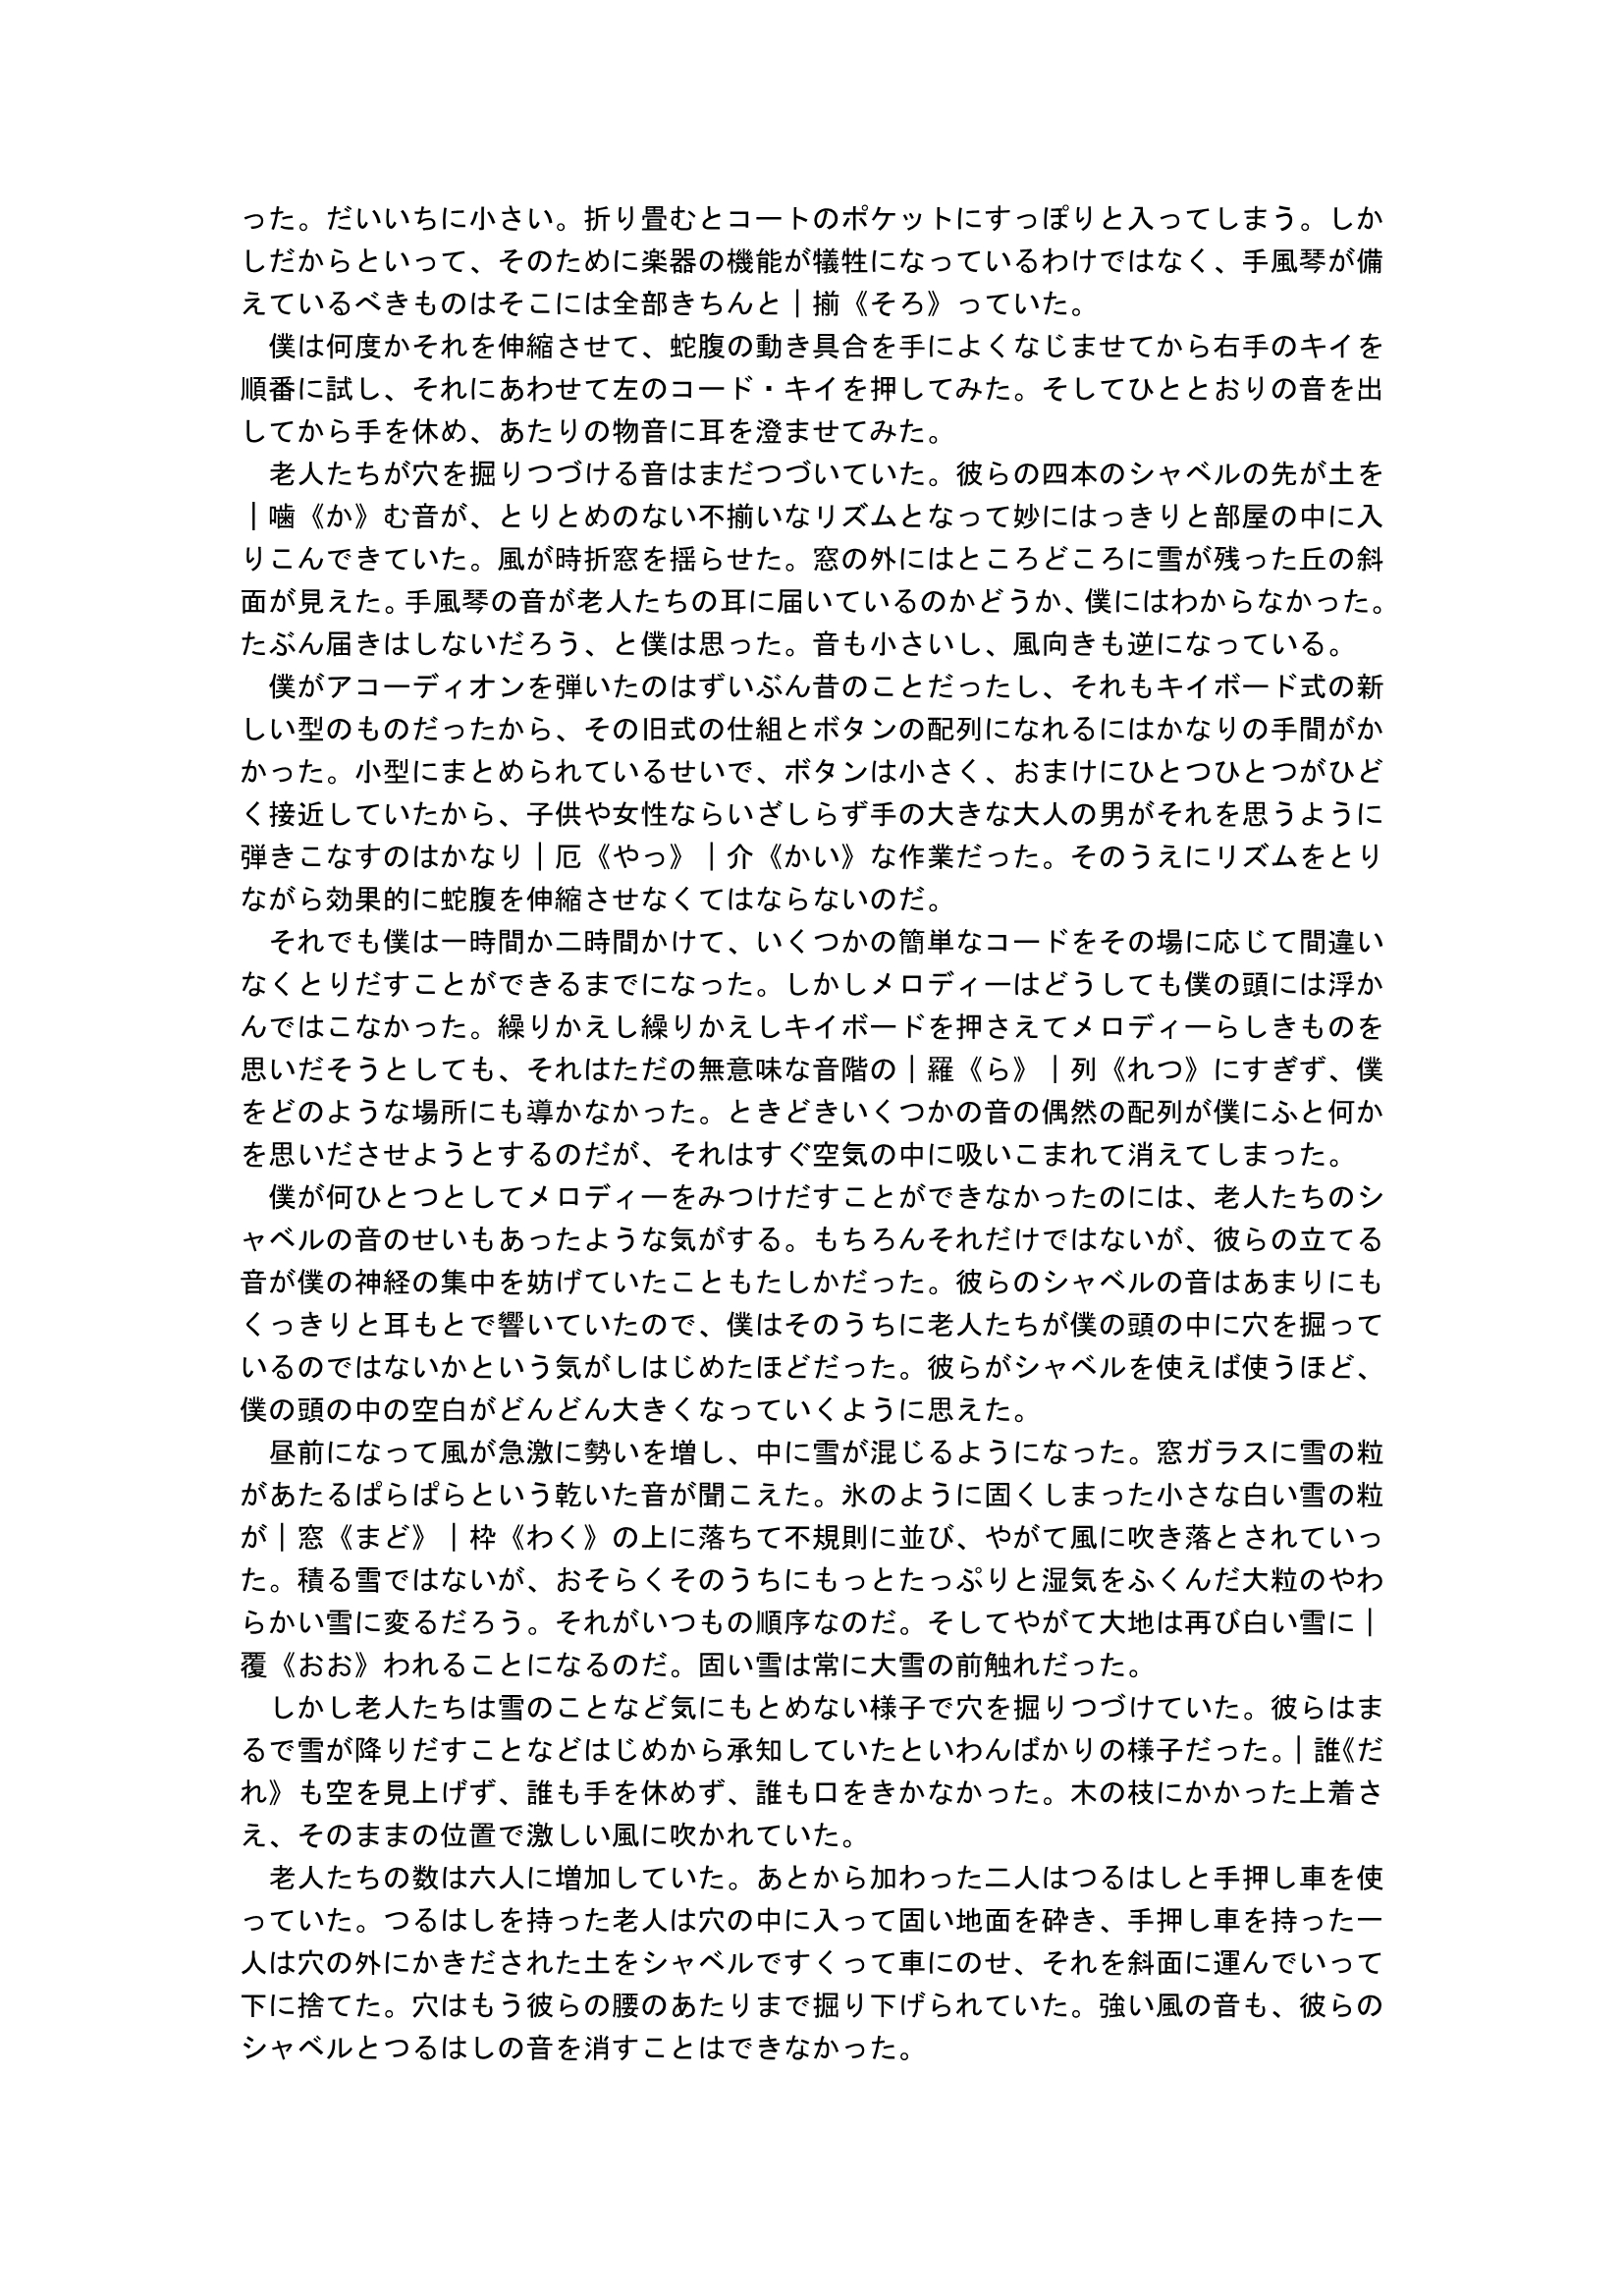 った。だいいちに小さい。折り畳むとコートのポケットにすっぽりと入ってしまう。しか
しだからといって、そのために楽器の機能が犠牲になっているわけではなく、手風琴が備
えているべきものはそこには全部きちんと｜揃《そろ》っていた。
　僕は何度かそれを伸縮させて、蛇腹の動き具合を手によくなじませてから右手のキイを
順番に試し、それにあわせて左のコード・キイを押してみた。そしてひととおりの音を出
してから手を休め、あたりの物音に耳を澄ませてみた。
　老人たちが穴を掘りつづける音はまだつづいていた。彼らの四本のシャベルの先が土を
｜噛《か》む音が、とりとめのない不揃いなリズムとなって妙にはっきりと部屋の中に入
りこんできていた。風が時折窓を揺らせた。窓の外にはところどころに雪が残った丘の斜
面が見えた。手風琴の音が老人たちの耳に届いているのかどうか、僕にはわからなかった。
たぶん届きはしないだろう、と僕は思った。音も小さいし、風向きも逆になっている。
　僕がアコーディオンを弾いたのはずいぶん昔のことだったし、それもキイボード式の新
しい型のものだったから、その旧式の仕組とボタンの配列になれるにはかなりの手間がか
かった。小型にまとめられているせいで、ボタンは小さく、おまけにひとつひとつがひど
く接近していたから、子供や女性ならいざしらず手の大きな大人の男がそれを思うように
弾きこなすのはかなり｜厄《やっ》｜介《かい》な作業だった。そのうえにリズムをとり
ながら効果的に蛇腹を伸縮させなくてはならないのだ。
　それでも僕は一時間か二時間かけて、いくつかの簡単なコードをその場に応じて間違い
なくとりだすことができるまでになった。しかしメロディーはどうしても僕の頭には浮か
んではこなかった。繰りかえし繰りかえしキイボードを押さえてメロディーらしきものを
思いだそうとしても、それはただの無意味な音階の｜羅《ら》｜列《れつ》にすぎず、僕
をどのような場所にも導かなかった。ときどきいくつかの音の偶然の配列が僕にふと何か
を思いださせようとするのだが、それはすぐ空気の中に吸いこまれて消えてしまった。
　僕が何ひとつとしてメロディーをみつけだすことができなかったのには、老人たちのシ
ャベルの音のせいもあったような気がする。もちろんそれだけではないが、彼らの立てる
音が僕の神経の集中を妨げていたこともたしかだった。彼らのシャベルの音はあまりにも
くっきりと耳もとで響いていたので、僕はそのうちに老人たちが僕の頭の中に穴を掘って
いるのではないかという気がしはじめたほどだった。彼らがシャベルを使えば使うほど、
僕の頭の中の空白がどんどん大きくなっていくように思えた。
　昼前になって風が急激に勢いを増し、中に雪が混じるようになった。窓ガラスに雪の粒
があたるぱらぱらという乾いた音が聞こえた。氷のように固くしまった小さな白い雪の粒
が｜窓《まど》｜枠《わく》の上に落ちて不規則に並び、やがて風に吹き落とされていっ
た。積る雪ではないが、おそらくそのうちにもっとたっぷりと湿気をふくんだ大粒のやわ
らかい雪に変るだろう。それがいつもの順序なのだ。そしてやがて大地は再び白い雪に｜
覆《おお》われることになるのだ。固い雪は常に大雪の前触れだった。
　しかし老人たちは雪のことなど気にもとめない様子で穴を掘りつづけていた。彼らはま
るで雪が降りだすことなどはじめから承知していたといわんばかりの様子だった。｜誰《だ
れ》も空を見上げず、誰も手を休めず、誰も口をきかなかった。木の枝にかかった上着さ
え、そのままの位置で激しい風に吹かれていた。
　老人たちの数は六人に増加していた。あとから加わった二人はつるはしと手押し車を使
っていた。つるはしを持った老人は穴の中に入って固い地面を砕き、手押し車を持った一
人は穴の外にかきだされた土をシャベルですくって車にのせ、それを斜面に運んでいって
下に捨てた。穴はもう彼らの腰のあたりまで掘り下げられていた。強い風の音も、彼らの
シャベルとつるはしの音を消すことはできなかった。